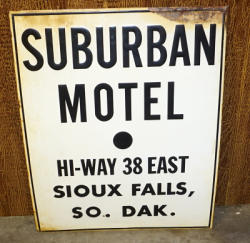 SUBURBAN
MOTEL
HI-WAY 38 EAST
SIOUX FALLS,
SO. DAK.